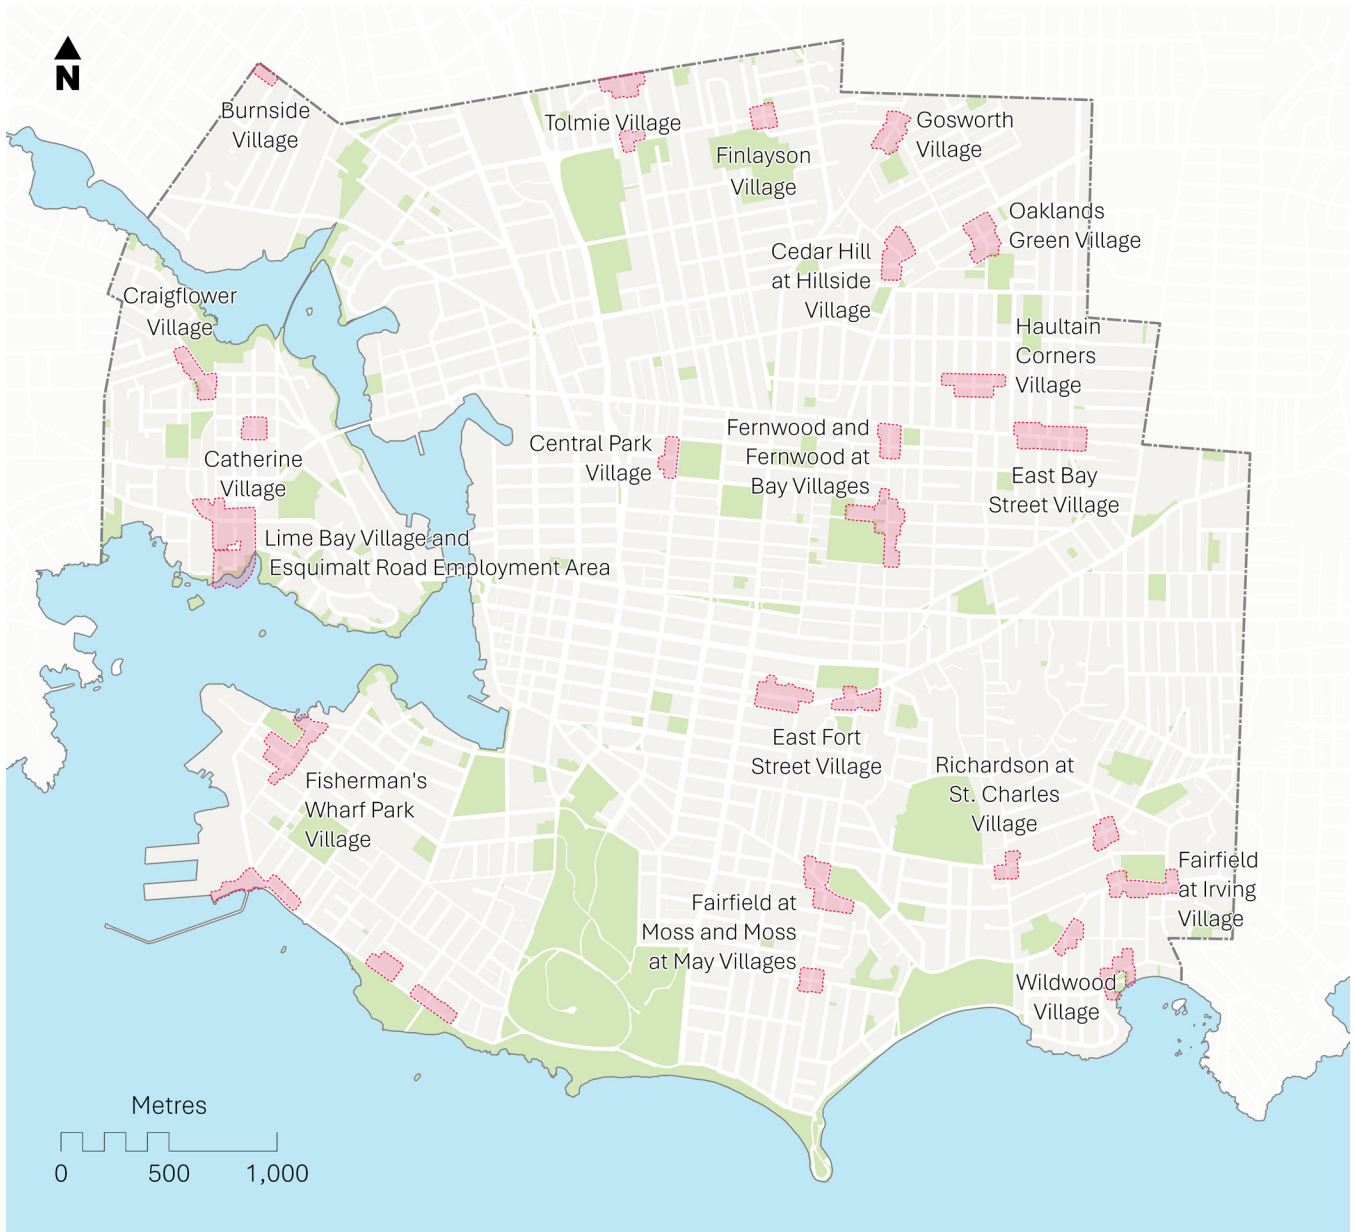 N
Burnside
Village
Tolmie Village
Finlayson
Village
Gosworth
Village
Oaklands
Green Village
Cedar Hill
at Hillside
Village
Craigflower
Village
Haultain
Corners
Village
Central Park
Village
Fernwood and
Fernwood at
Bay Villages
Catherine
Village
East Bay
Street Village
Lime Bay Village and
Esquimalt Road Employment Area
East Fort
Street Village
Richardson at
St. Charles
Village
Fisherman's
Wharf Park
Village
Fairfield at
Moss and Moss
at May Villages
Fairfield
at Irving
Village
Wildwood
Village
Metres
0 500 1,000